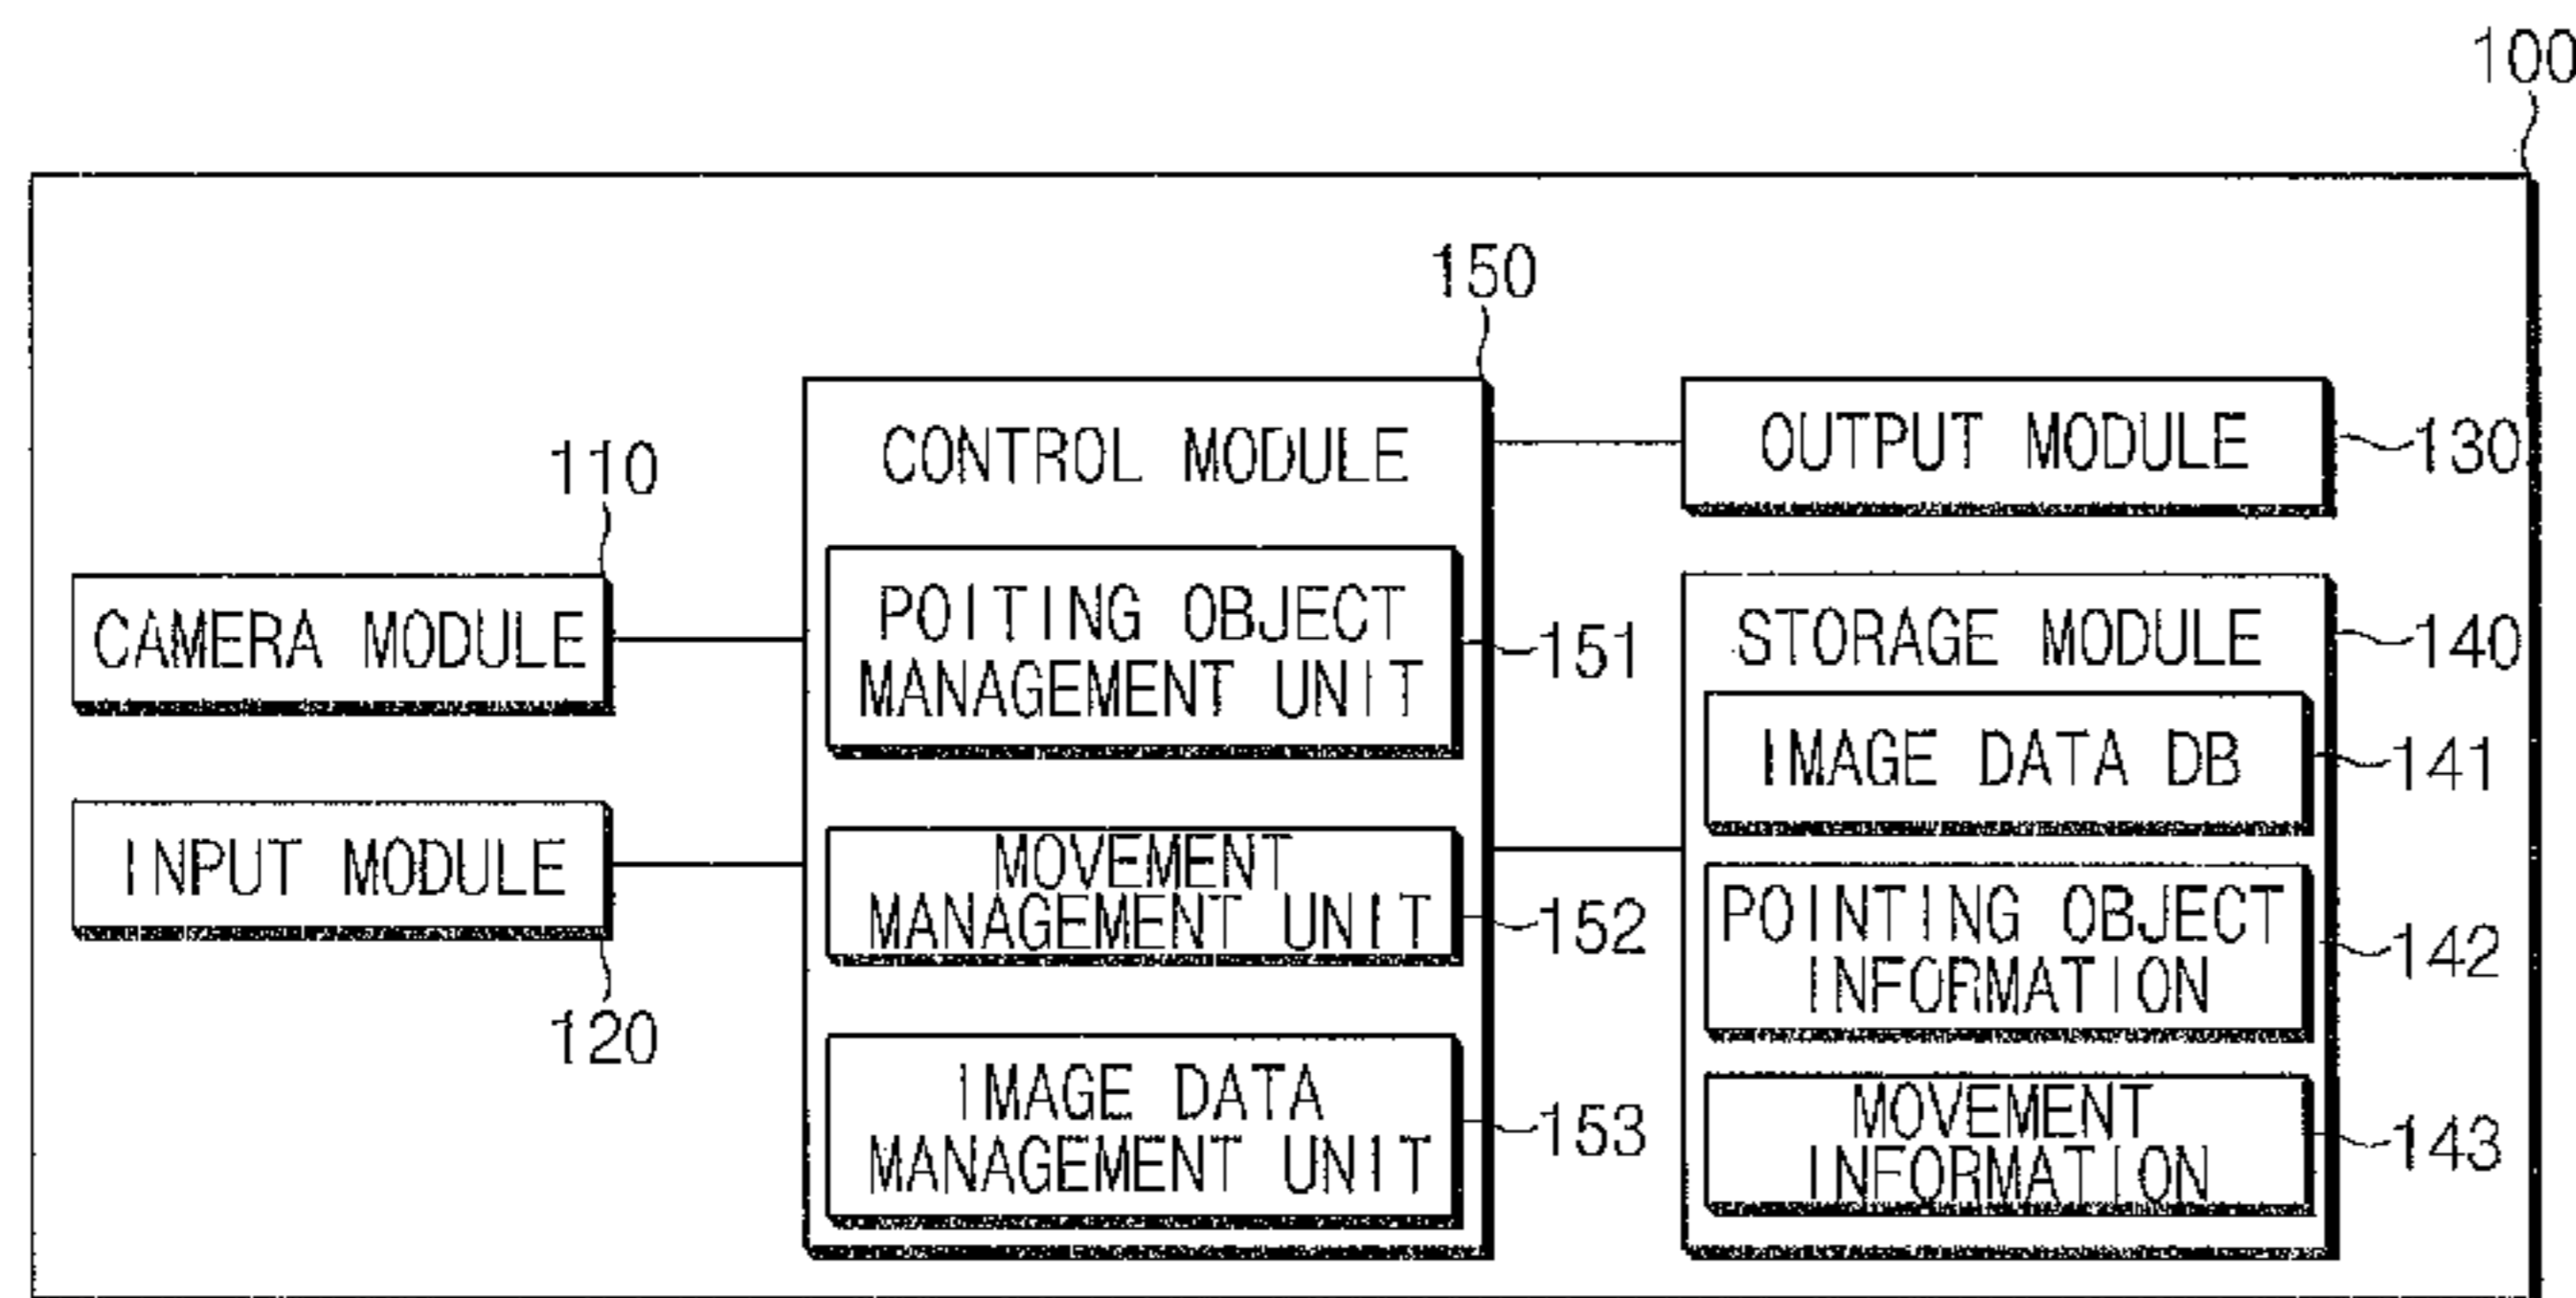 100
150
CONTROL MODULE
OUTPUT MODULE
130
110
POITING OBJECT
MANAGEMENT UNIT
151
CAMERA MODULE
STORAGE MODULE
140
IMAGE DATA DB
141
INPUT MODULE
120
MOVEMENT
MANAGEMENT UNIT
152
POINTING OBJECT
INFORMATION
142
IMAGE DATA
MANAGEMENT UNIT
153
MOVEMENT
INFORMATION
143